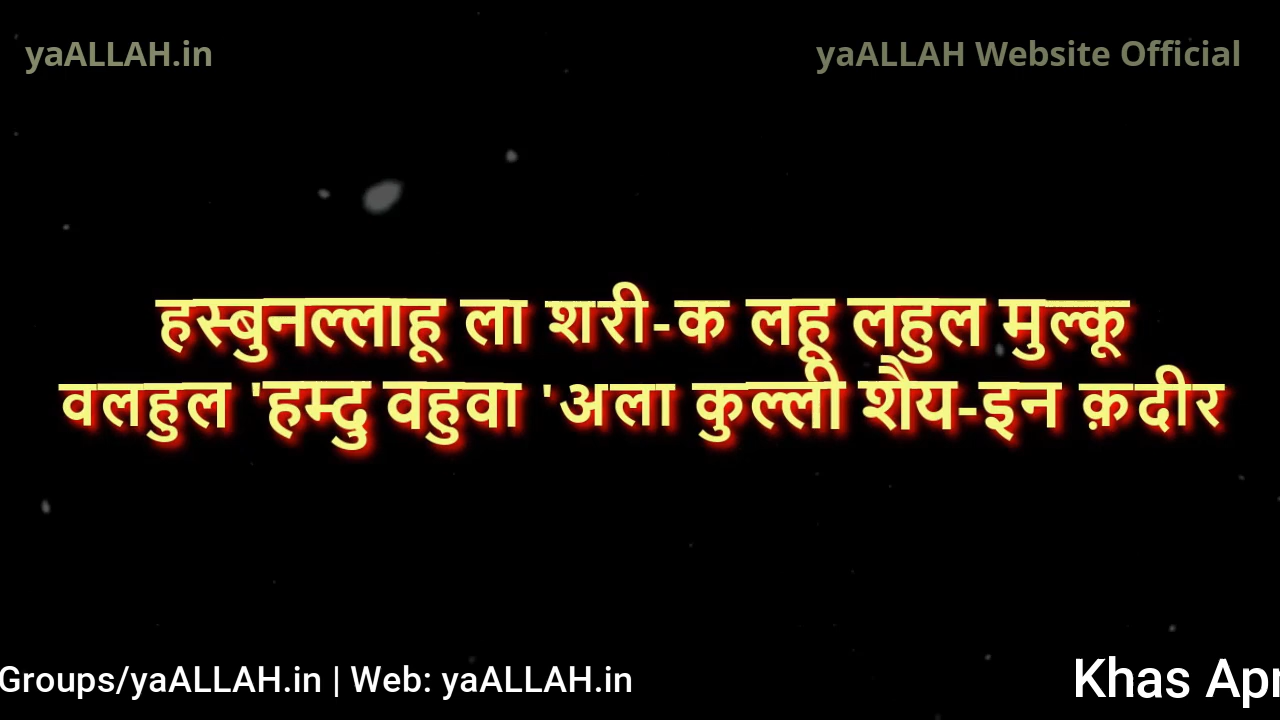 yaALLAH.in
yaALLAH Website Official
हस्बुनल्लाहू ला शरी-क लहू लहुल मुल्कू
वलहुल 'हम्दु वहुवा 'अला कुल्ली शैय-इन क़दीर
Groups/yaALLAH.in | Web: yaALLAH.in
Khas